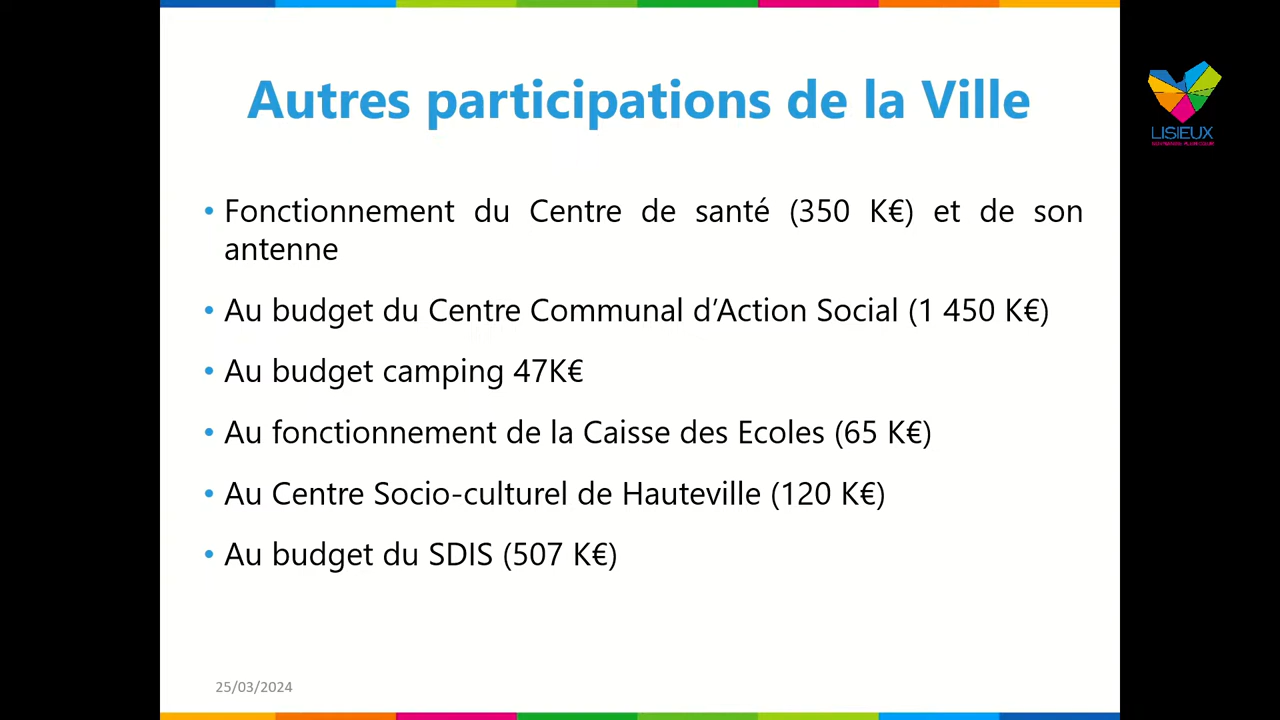 Autres participations de la Ville
LISIEUX
• Fonctionnement du Centre de santé (350 K€) et de son
antenne
• Au budget du Centre Communal d’Action Social (1 450 K€)
• Au budget camping 47K€
• Au fonctionnement de la Caisse des Ecoles (65 K€)
• Au Centre Socio-culturel de Hauteville (120 K€)
• Au budget du SDIS (507 K€)
25/03/2024